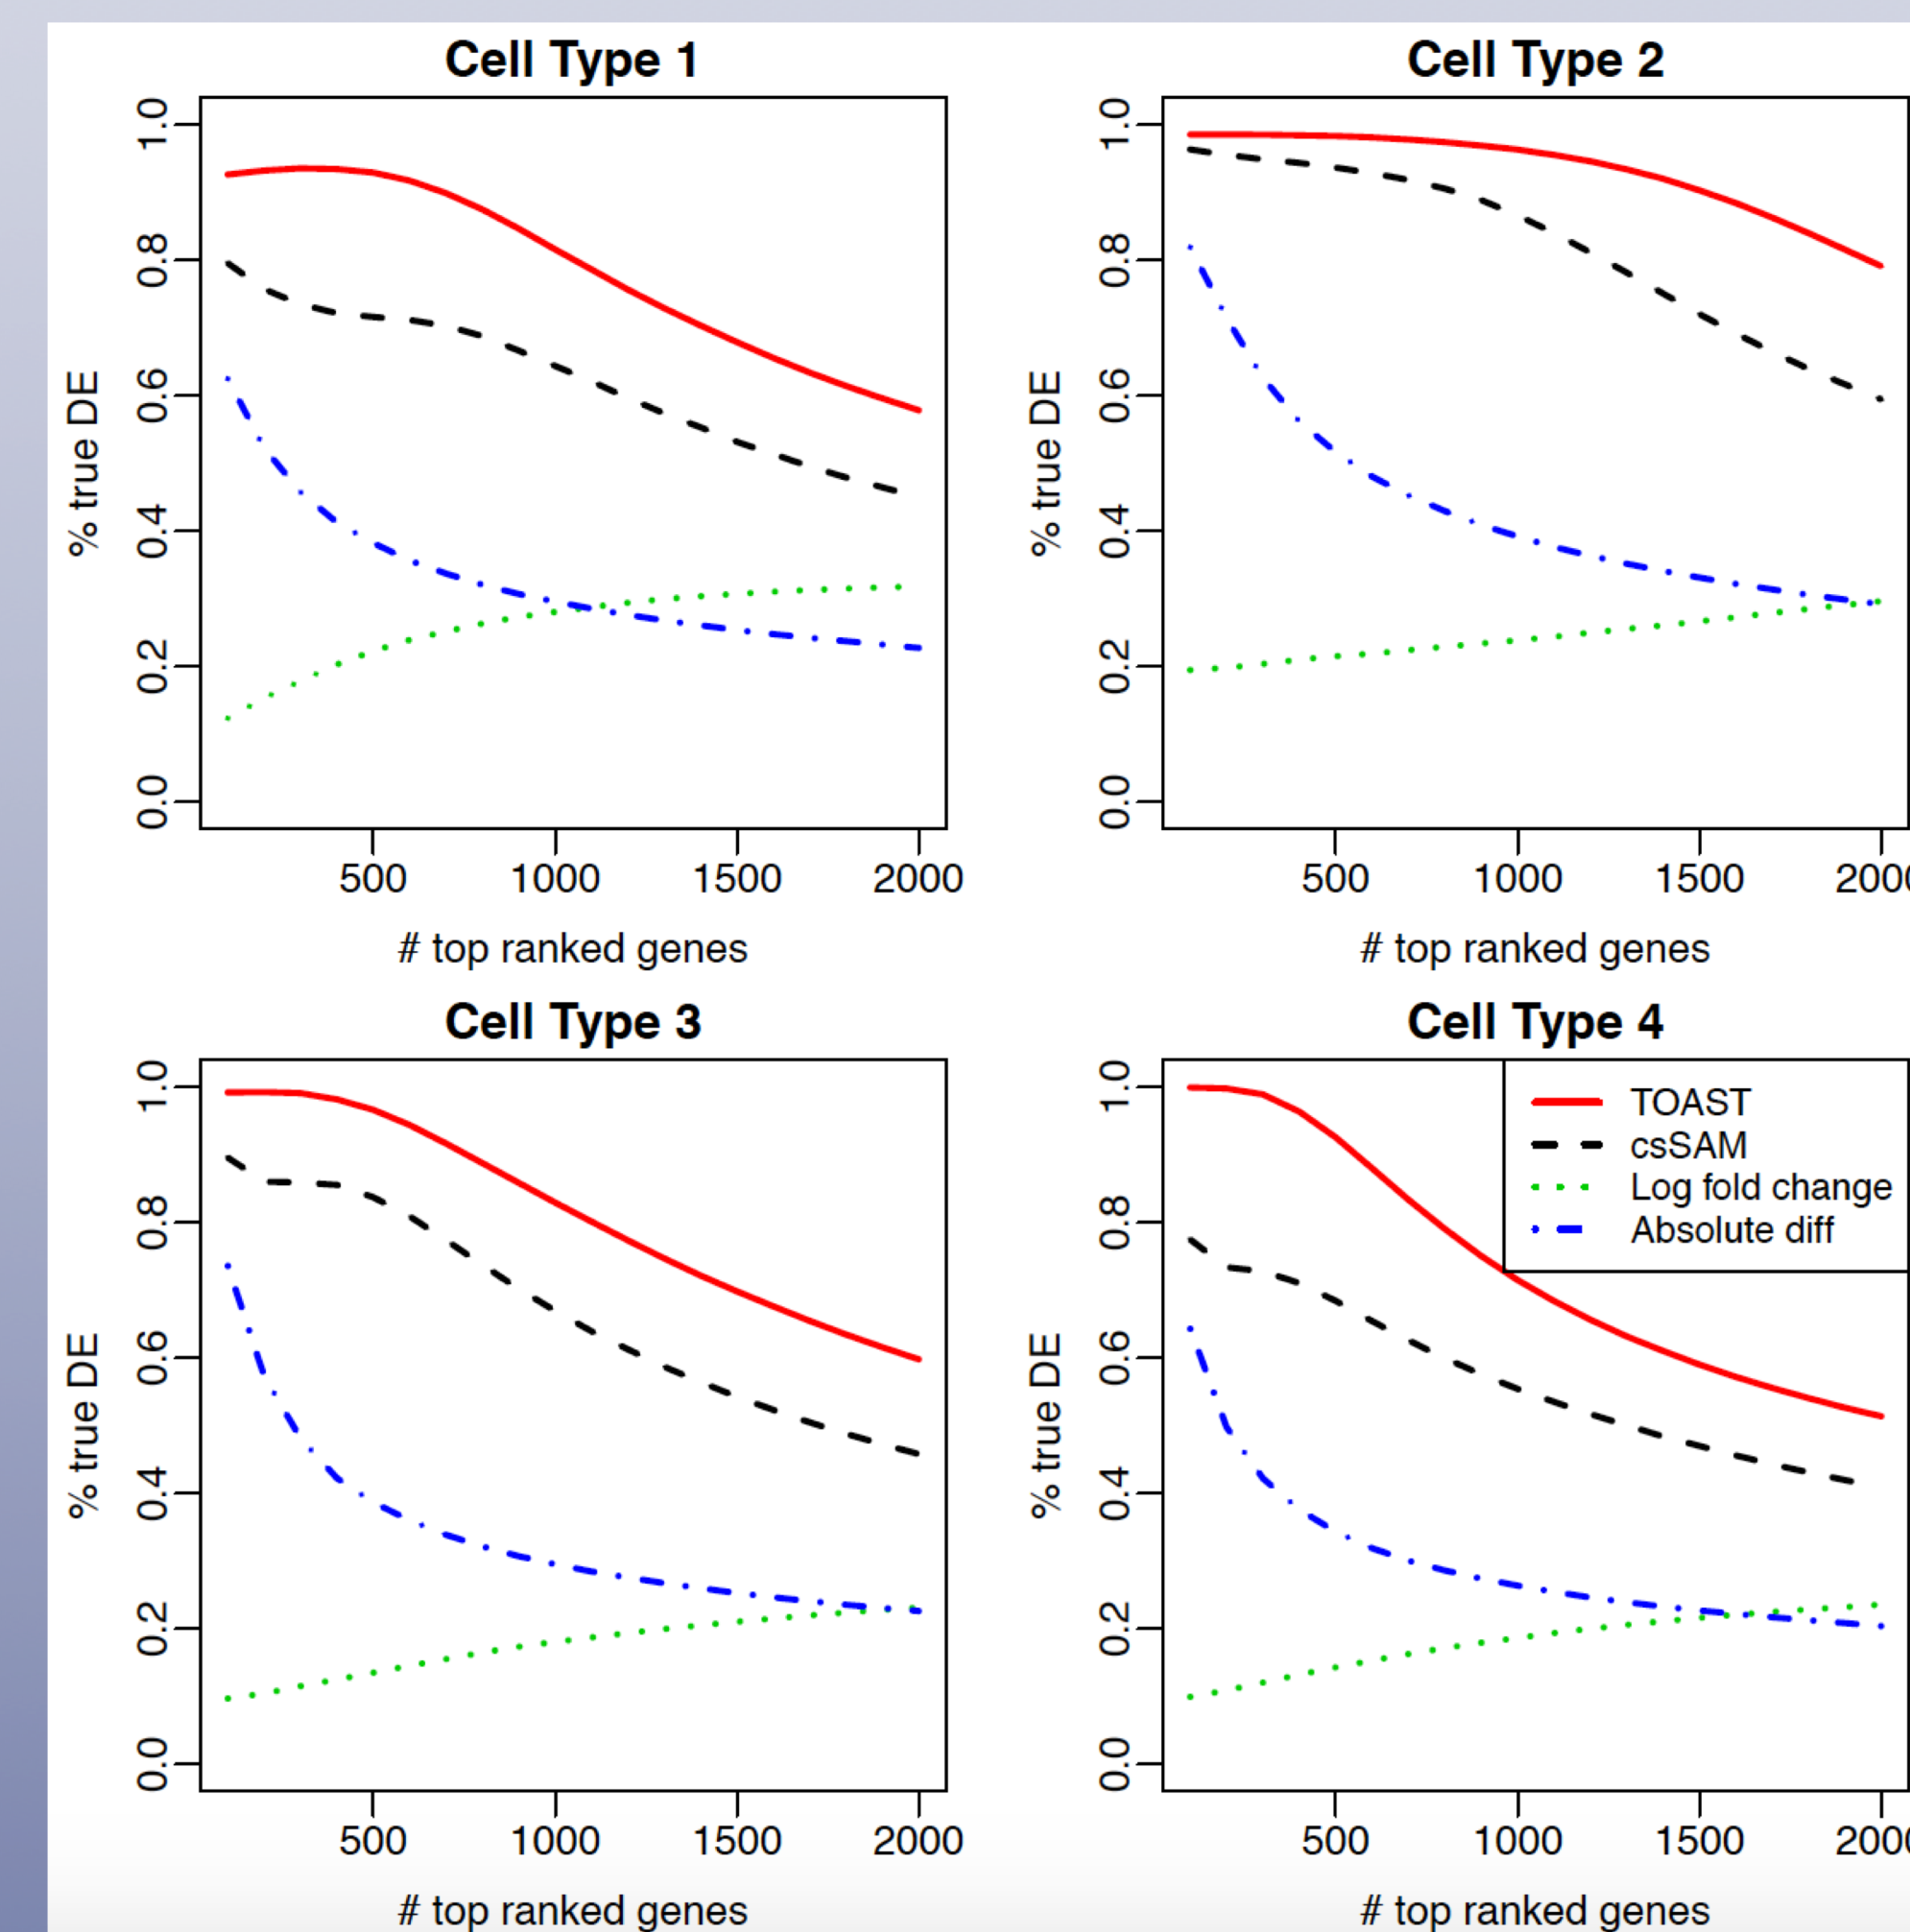 Cell Type 1
% true DE
1.0
0.8
0.6
0.4
0.2
0.0
500 1000 1500 2000
# top ranked genes
Cell Type 2
% true DE
1.0
0.8
0.6
0.4
0.2
0.0
500 1000 1500 2000
# top ranked genes
Cell Type 3
% true DE
1.0
0.8
0.6
0.4
0.2
0.0
500 1000 1500 2000
# top ranked genes
Cell Type 4
% true DE
1.0
0.8
0.6
0.4
0.2
0.0
TOAST
csSAM
Log fold change
Absolute diff
500 1000 1500 2000
# top ranked genes